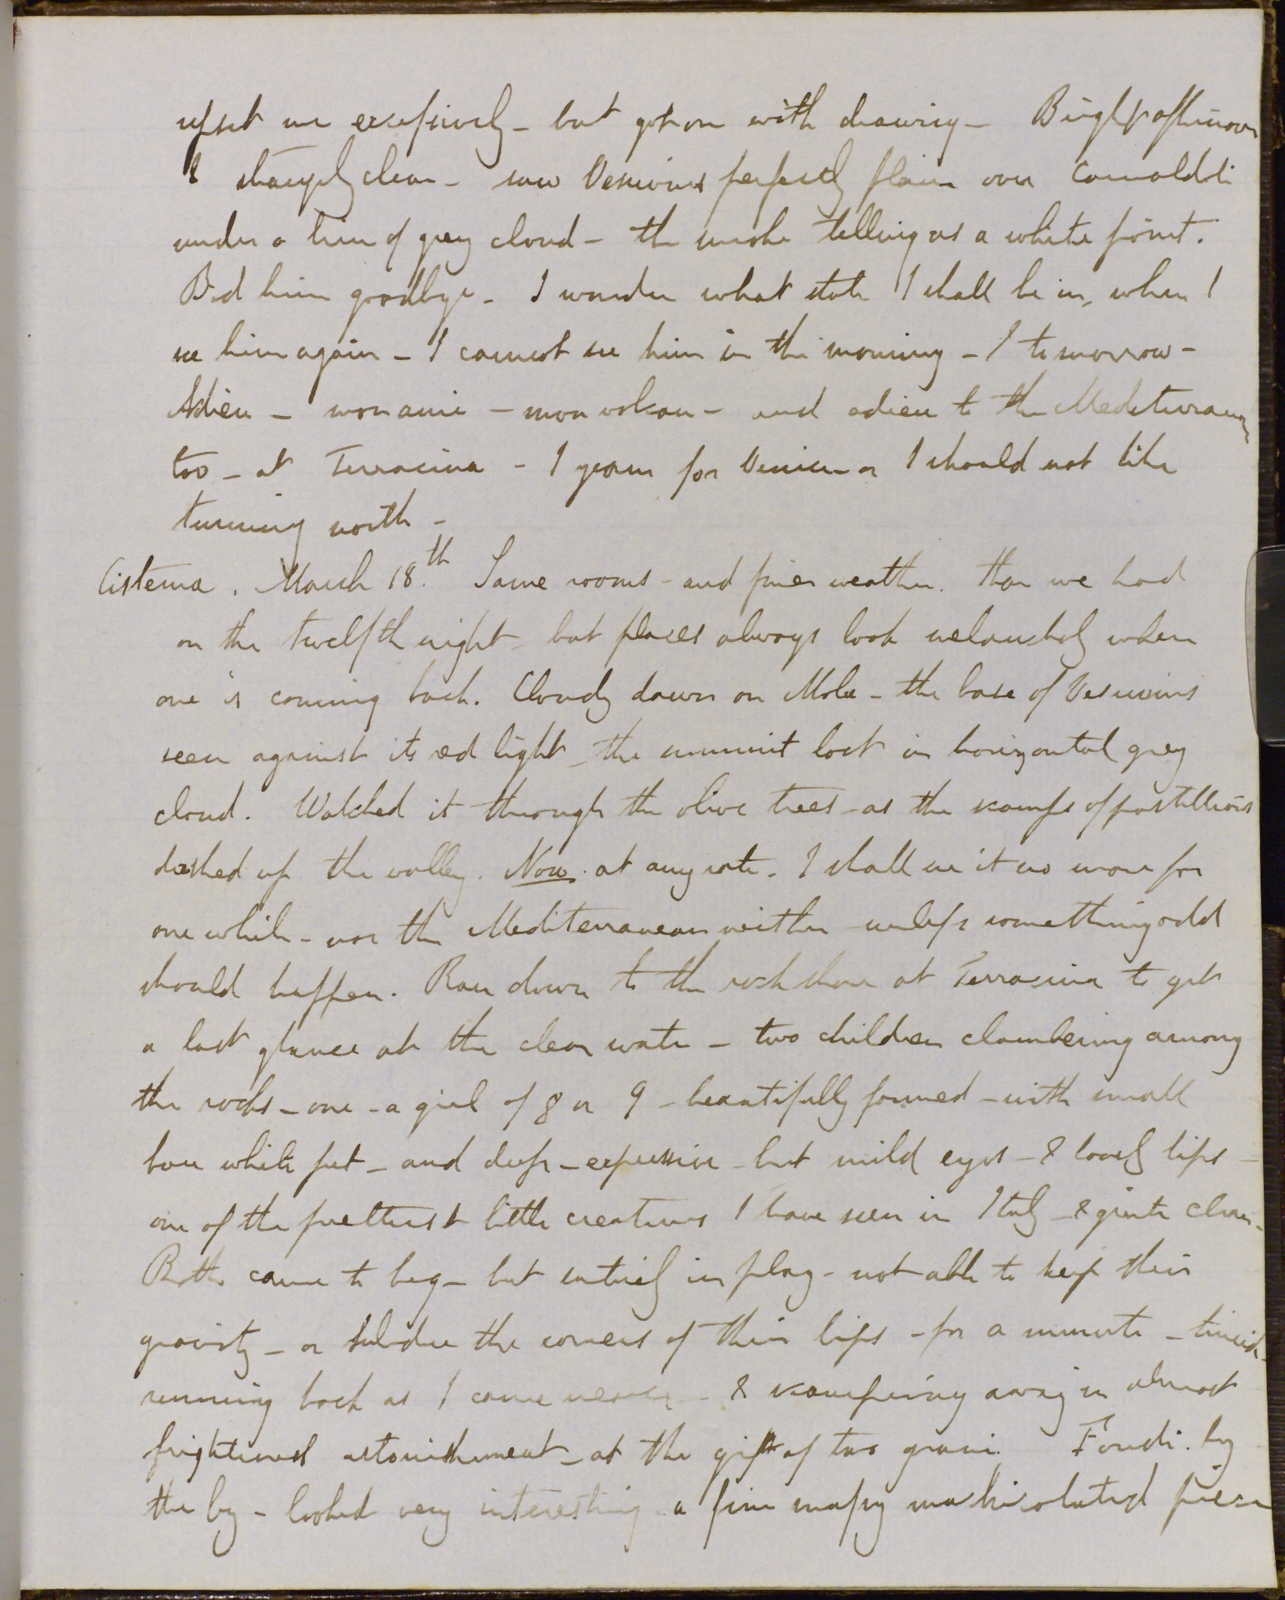 upset me excessively - but got on with drawing - Bright afternoon
& strangely clear - saw Vesuvius perfectly plain over Camaldoli
under a line of grey cloud - the smoke telling as a white point.
Bid him goodbye - I wonder what state I shall be in, when I
see him again - I cannot see him in the morning - I tomorrow -
Adieu - mon ami - mon volcan - and adieu to the Mediterranean
too - at Terracina - I yearn for Venice or I should not like
turning north -
Cisterna. March 18.th Same rooms - and finer weather. than we had
on the twelfth night - but places always look melancholy when
one is coming back. Cloudy dawn on Mola - the base of Vesuvius
seen against its red light - the summit lost in horizontal grey
cloud. Watched it through the olive trees - as the scamps of postillions
dashed up the valley. Now. at any rate. I shall see it no more for
one while - nor the Mediterranean neither - unless something odd
should happen. Ran down to the rock shore at Terracina to get
a last glance at the clear water - two children clambering among
the rocks - one - a girl of 8 or 9 - beautifully formed - with small
bare white feet - and deep - expressive - but mild eyes - & lovely lips -
one of the prettiest little creatures I have seen in Italy - & quite clean -
Both came to beg - but entirely in play - not able to keep their
gravity - or subdue the corners of their lips - for a minute - timid -
running back as I came nearer - & scampering away in almost
frightened astonishment - at the gift of two grani. Fondi. by
the by - looked very interesting - a fine massy machicolated piece